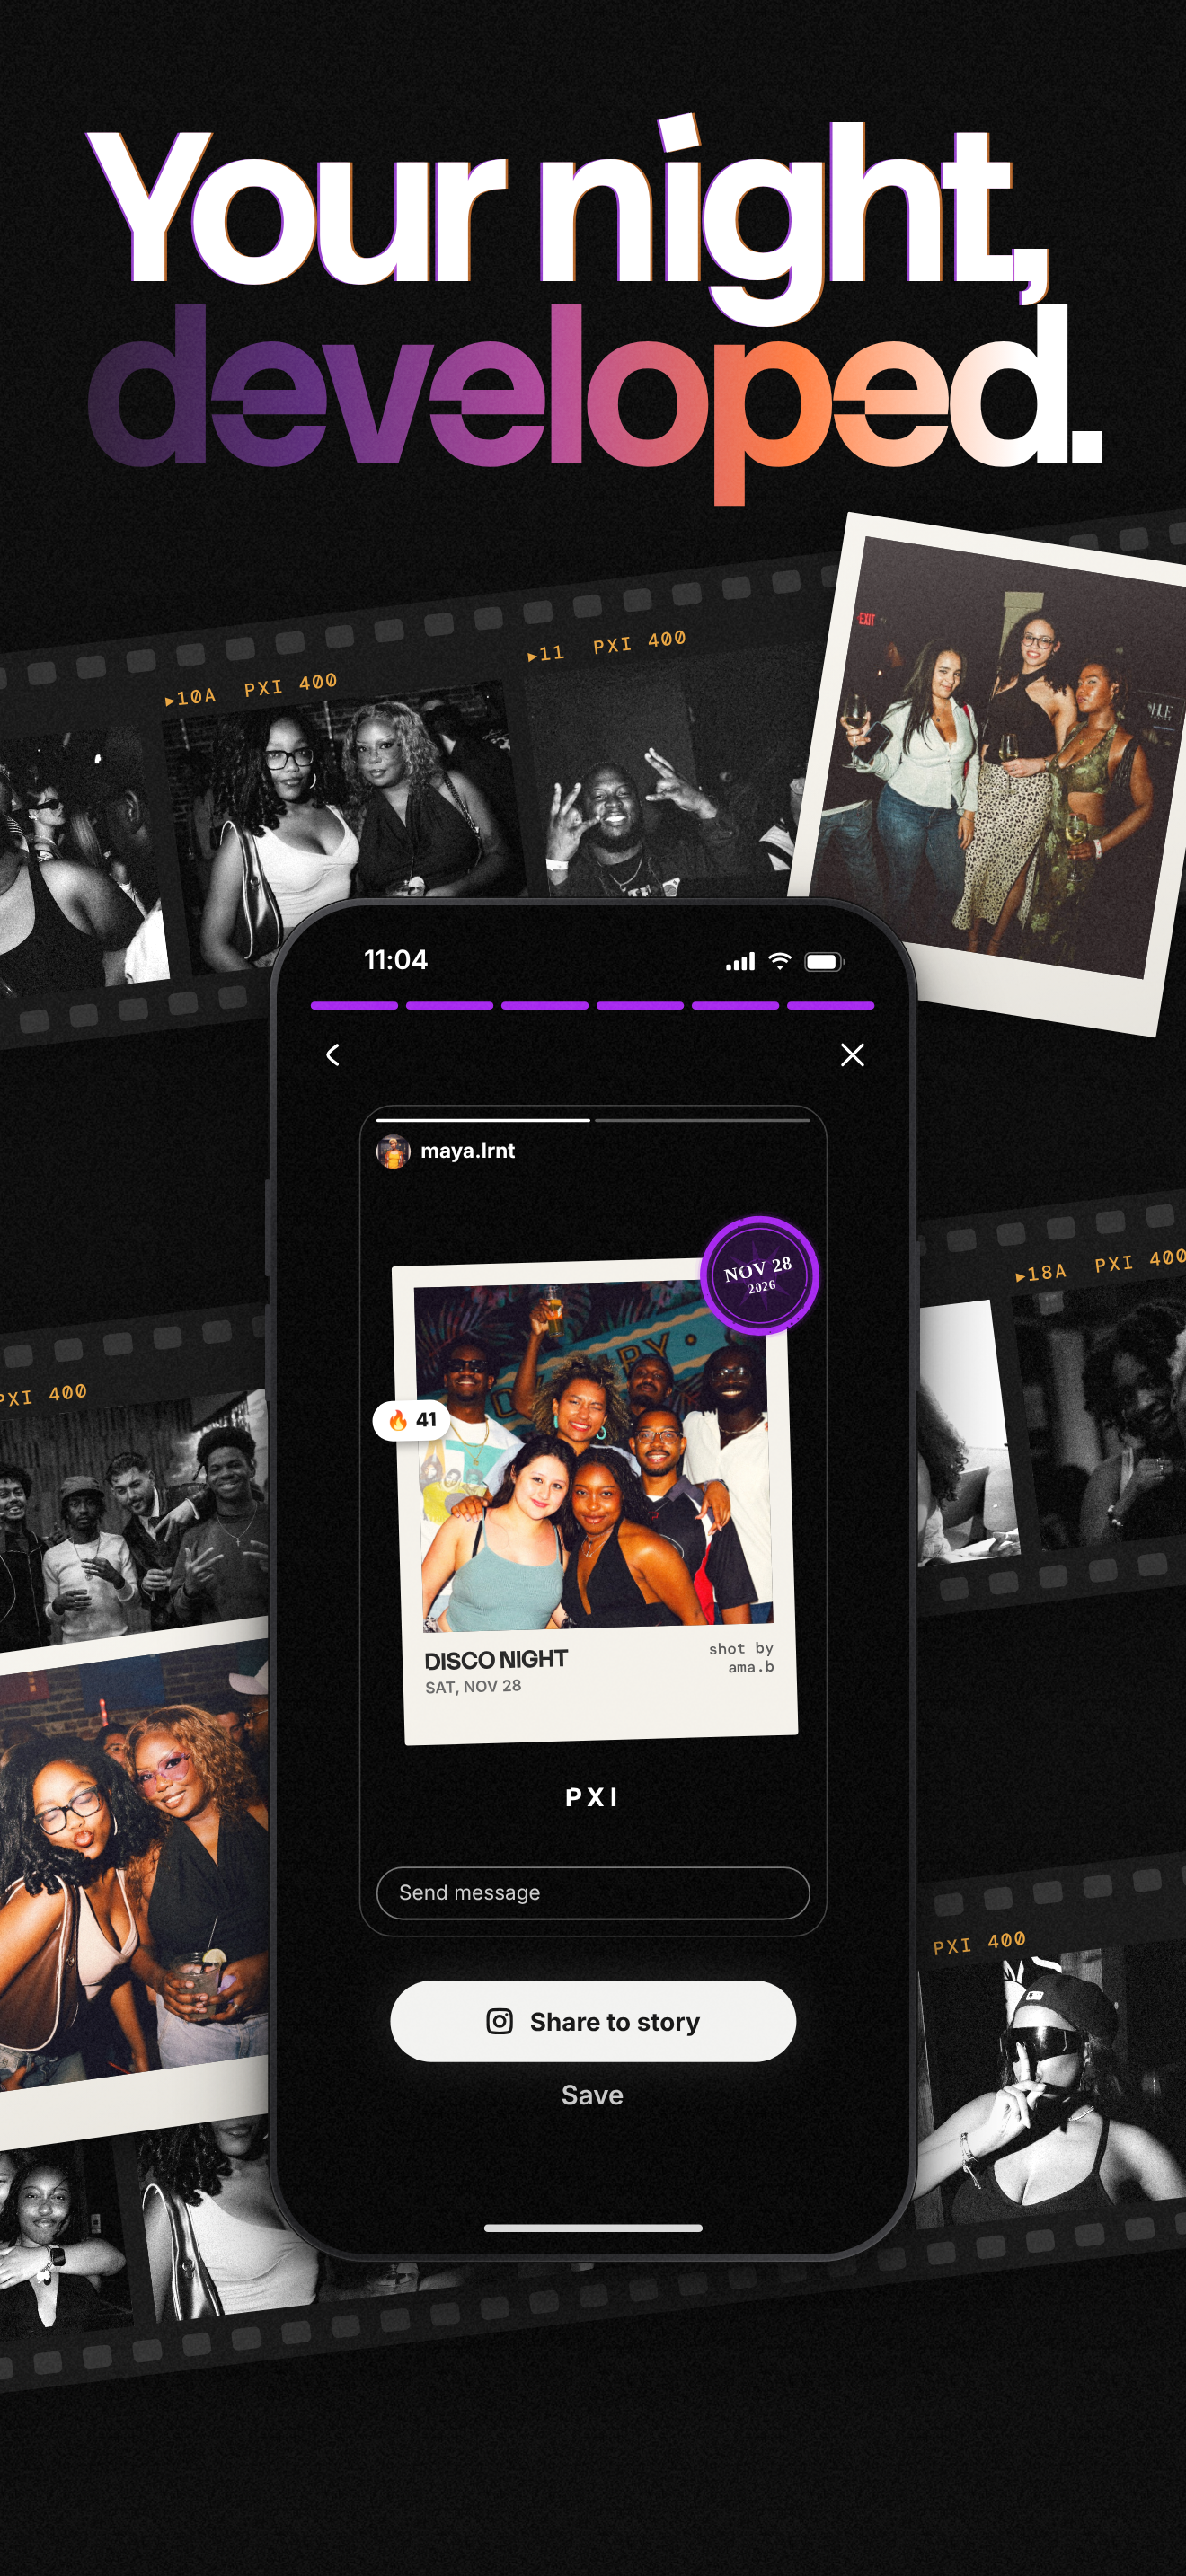 Your night,
developed.
EXIT
▸11 PXI 400
▸10A PXI 400
11:04
maya.lrnt
NOV 28
2026
▸18A PXI 400
PXI 400
🔥 41
DISCO NIGHT
SAT, NOV 28
shot by
ama.b
PXI
Send message
PXI 400
Share to story
Save